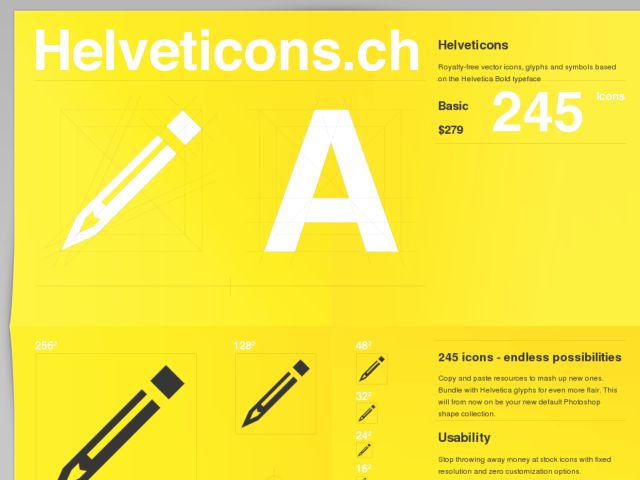 Helveticons.ch
Helveticons
Royalty-free vector icons, glyphs and symbols based
on the Helvetica Bold typeface
Basic
$279
245 Icons
A
256²
128²
48²
32²
24²
16²
245 icons - endless possibilities
Copy and paste resources to mash up new ones.
Bundle with Helvetica glyphs for even more flair. This
will from now on be your new default Photoshop
shape collection.
Usability
Stop throwing away money at stock icons with fixed
resolution and zero customization options.